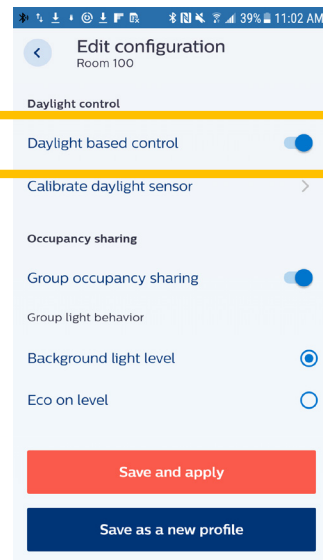 39% 11:02 AM
Edit configuration
Room 100
Daylight control
Daylight based control
Calibrate daylight sensor
Occupancy sharing
Group occupancy sharing
Group light behavior
Background light level
Eco on level
Save and apply
Save as a new profile